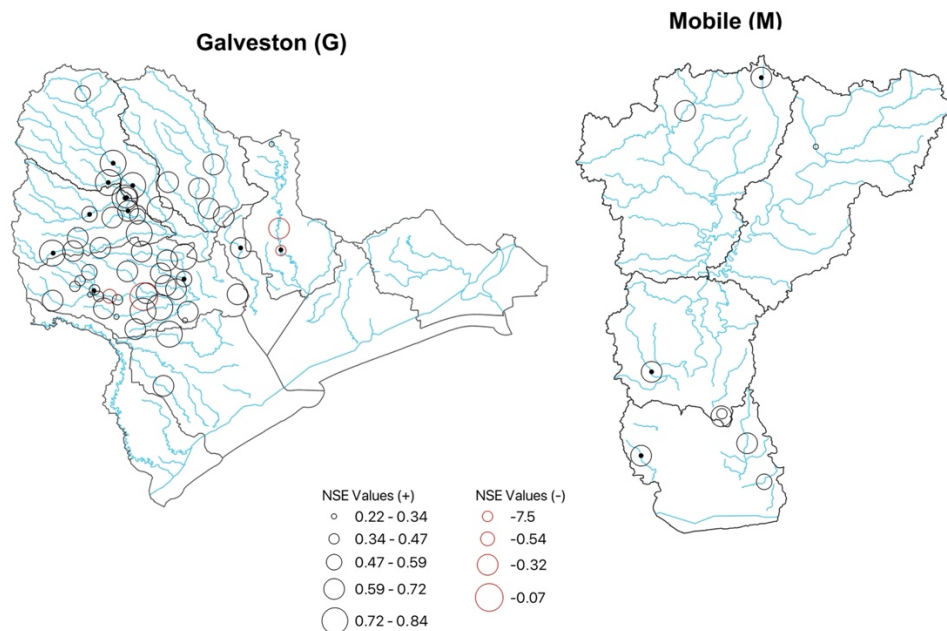 Galveston (G)
Mobile (M)
NSE Values (+)
0.22 - 0.34
0.34 - 0.47
0.47 - 0.59
0.59 - 0.72
0.72 - 0.84
NSE Values (-)
-7.5
-0.54
-0.32
-0.07